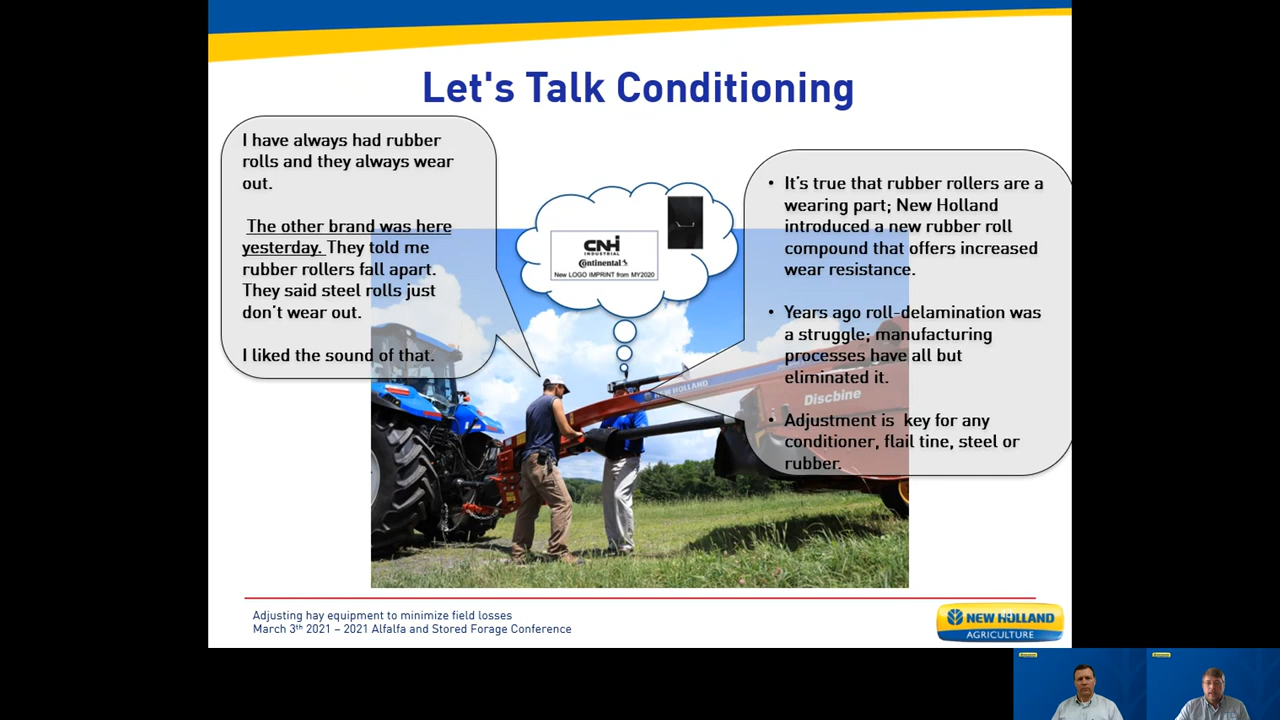 Let's Talk Conditioning
I have always had rubber
rolls and they always wear
out.
The other brand was here
yesterday. They told me
rubber rollers fall apart.
They said steel rolls just
don't wear out.
I liked the sound of that.
CNH
INDUSTRIAL
Continental
New LOGO IMPRINT from MY2020
• It's true that rubber rollers are a
wearing part; New Holland
introduced a new rubber roll
compound that offers increased
wear resistance.
• Years ago roll-delamination was
a struggle; manufacturing
processes have all but
eliminated it.
• Adjustment is  key for any
conditioner, flail tine, steel or
rubber.
NEW HOLLAND
Discbine
Adjusting hay equipment to minimize field losses
March 3th 2021 – 2021 Alfalfa and Stored Forage Conference
NEW HOLLAND
AGRICULTURE